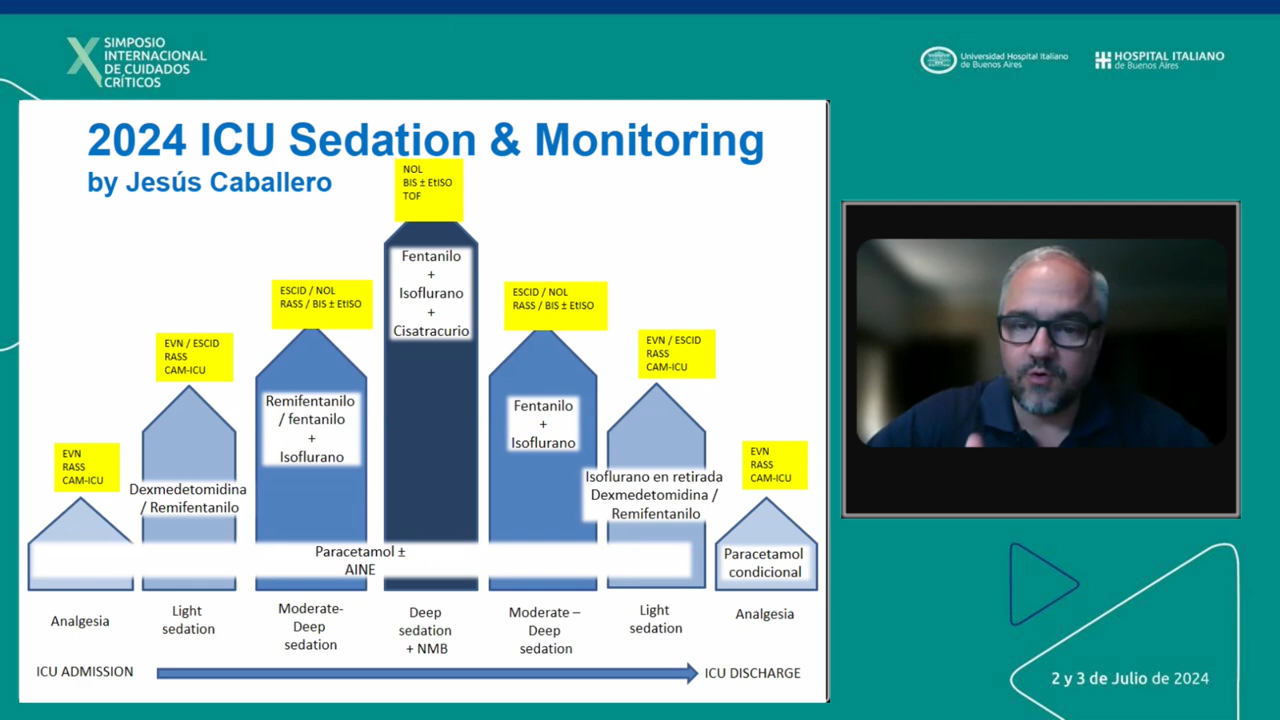 SIMPOSIO
INTERNACIONAL
DE CUIDADOS
CRÍTICOS
Universidad Hospital Italiano
de Buenos Aires
HOSPITAL ITALIANO
de Buenos Aires
2024 ICU Sedation & Monitoring
by Jesús Caballero
NOL
BIS ± EtISO
TOF
Fentanilo
+
Isoflurano
+
Cisatracurio
ESCID / NOL
RASS / BIS ± EtISO
Remifentanilo
/ fentanilo
+
Isoflurano
ESCID / NOL
RASS / BIS ± EtISO
Fentanilo
+
Isoflurano
EVN / ESCID
RASS
CAM-ICU
Dexmedetomidina
/ Remifentanilo
EVN / ESCID
RASS
CAM-ICU
Isoflurano en retirada
Dexmedetomidina /
Remifentanilo
EVN
RASS
CAM-ICU
EVN
RASS
CAM-ICU
Paracetamol ±
AINE
Paracetamol
condicional
Analgesia
Light
sedation
Moderate-
Deep
sedation
Deep
sedation
+ NMB
Moderate –
Deep
sedation
Light
sedation
Analgesia
ICU ADMISSION
ICU DISCHARGE
2 y 3 de Julio de 2024